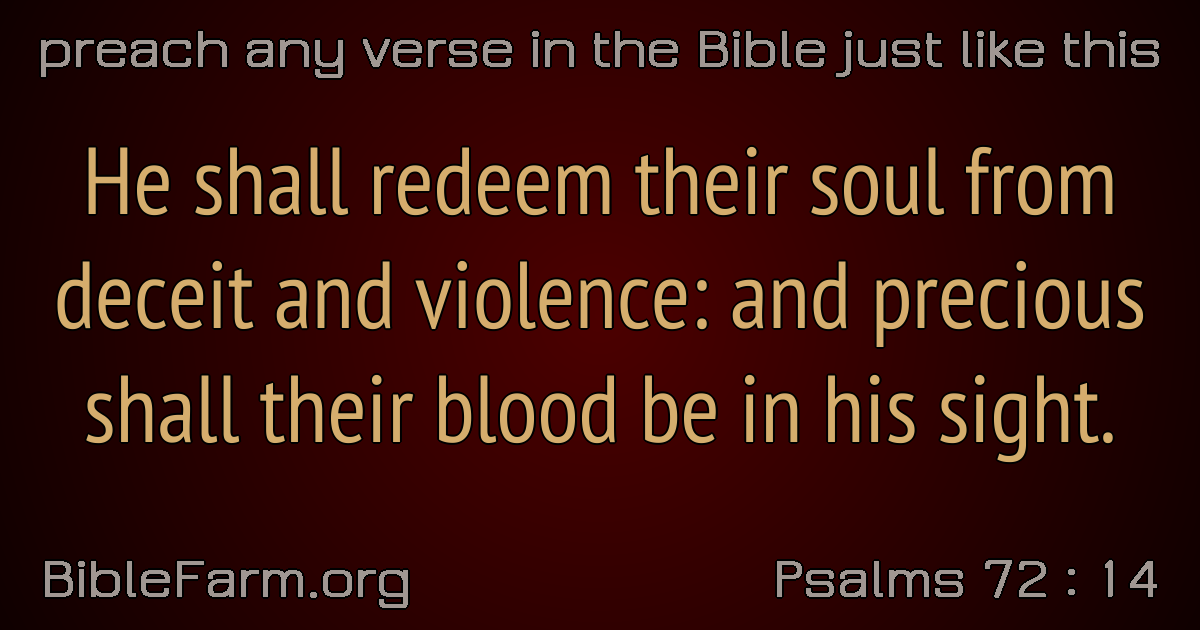 preach any verse in the Bible just like this
He shall redeem their soul from
deceit and violence: and precious
shall their blood be in his sight.
BibleFarm.org
Psalms 72 : 14